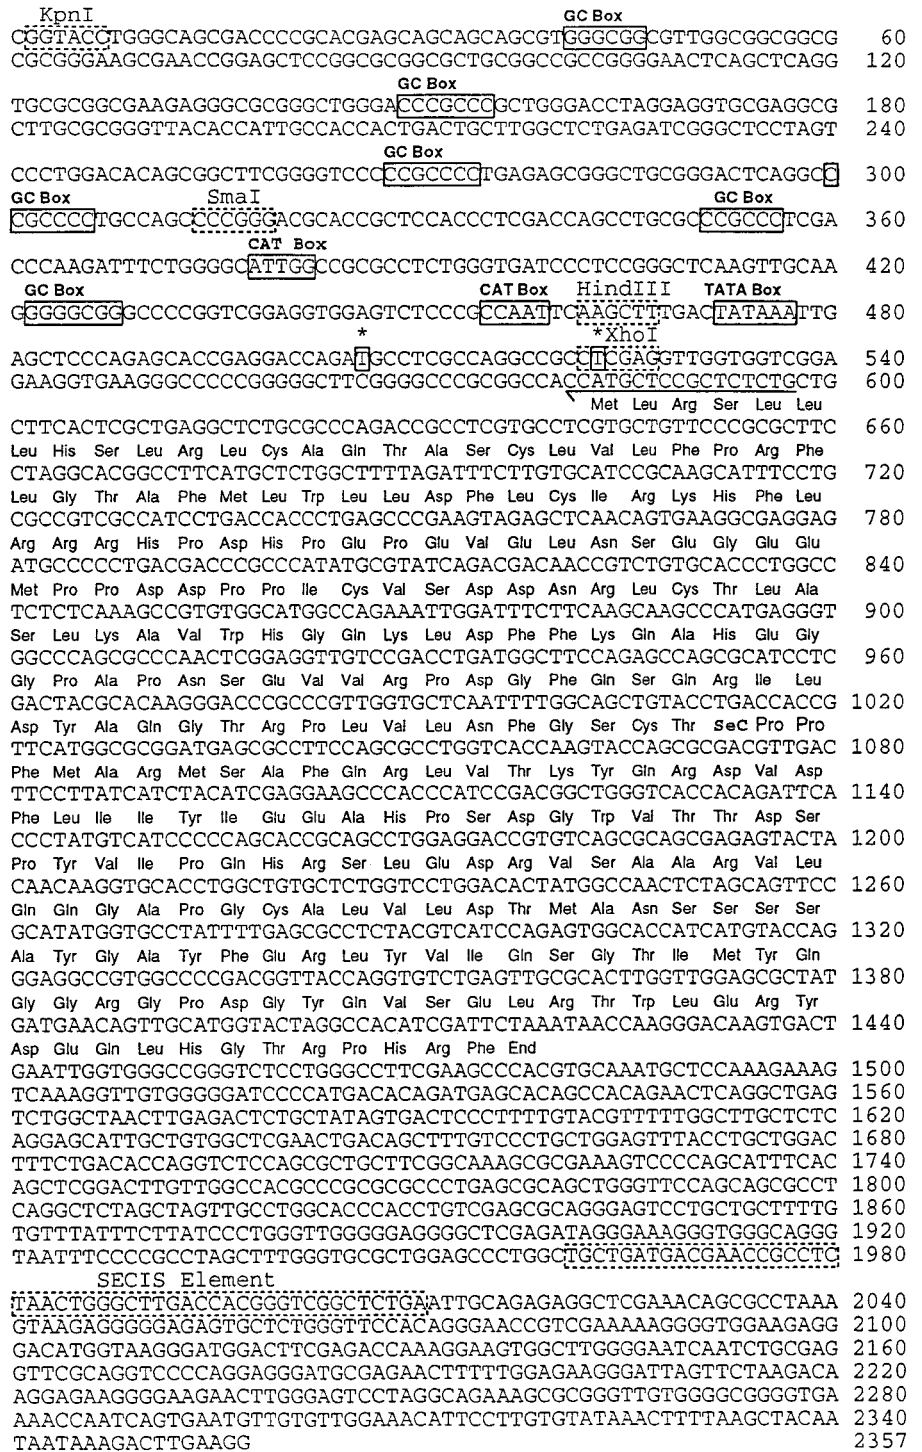 KpnI GC Box
CGGTACCTGGGCAGCGACCCCGCACGAGCAGCAGCAGCGTGGGCGGCGTTGGCGGCGGCG 60
CGCGGGAAGCGAACCGGAGCTCCGGCGCGGCGCTGCGGCCGCCGGGGAACTCAGCTCAGG 120
GC Box
TGCGCGGCGAAGAGGGCGCGGGCTGGGACCCGCCCGCTGGGACCTAGGAGGTGCGAGGCG 180
CTTGCGCGGGTTACACCATTGCCACCACTGACTGCTTGGCTCTGAGATCGGGCTCCTAGT 240
GC Box
CCCTGGACACAGCGGCTTCGGGGTCCCCCGCCCCTGAGAGCGGGCTGCGGGACTCAGGCC 300
GC Box SmaI GC Box
CGCCCCTGCCAGCCCCGGGACGCACCGCTCCACCCTCGACCAGCCTGCGCCCGCCCTCGA 360
CAT Box
CCCAAGATTTCTGGGGCATTGGCCGCGCCTCTGGGTGATCCCTCCGGGCTCAAGTTGCAA 420
GC Box CAT Box HindIII TATA Box
GGGGGCGGGGCCCCGGTCGGAGGTGGAGTCTCCCGCCAATTCAAGCTTTGACTATAAATTG 480
* *XhoI
AGCTCCCAGAGCACCGAGGACCAGATGCCTCGCCAGGCCGCCTCGAGGTTGGTGGTCGGA 540
GAAGGTGAAGGGCCCCCGGGGGCTTCGGGGCCCGCGGCCACCATGCTCCGCTCTCTGCTG 600
Met Leu Arg Ser Leu Leu
CTTCACTCGCTGAGGCTCTGCGCCCAGACCGCCTCGTGCCTCGTGCTGTTCCCGCGCTTC 660
Leu His Ser Leu Arg Leu Cys Ala Gln Thr Ala Ser Cys Leu Val Leu Phe Pro Arg Phe
CTAGGCACGGCCTTCATGCTCTGGCTTTTAGATTTCTTGTGCATCCGCAAGCATTTCCTG 720
Leu Gly Thr Ala Phe Met Leu Trp Leu Leu Asp Phe Leu Cys Ile Arg Lys His Phe Leu
CGCCGTCGCCATCCTGACCACCCTGAGCCCGAAGTAGAGCTCAACAGTGAAGGCGAGGAG 780
Arg Arg Arg His Pro Asp His Pro Glu Pro Glu Val Glu Leu Asn Ser Glu Gly Glu Glu
ATGCCCCCTGACGACCCGCCCATATGCGTATCAGACGACAACCGTCTGTGCACCCTGGCC 840
Met Pro Pro Asp Asp Pro Pro Ile Cys Val Ser Asp Asp Asn Arg Leu Cys Thr Leu Ala
TCTCTCAAAGCCGTGTGGCATGGCCAGAAATTGGATTTCTTCAAGCAAGCCCATGAGGGT 900
Ser Leu Lys Ala Val Trp His Gly Gln Lys Leu Asp Phe Phe Lys Gln Ala His Glu Gly
GGCCCAGCGCCCAACTCGGAGGTTGTCCGACCTGATGGCTTCCAGAGCCAGCGCATCCTC 960
Gly Pro Ala Pro Asn Ser Glu Val Val Arg Pro Asp Gly Phe Gln Ser Gln Arg Ile Leu
GACTACGCACAAGGGACCCGCCCGTTGGTGCTCAATTTTGGCAGCTGTACCTGACCACCG 1020
Asp Tyr Ala Gln Gly Thr Arg Pro Leu Val Leu Asn Phe Gly Ser Cys Thr SeC Pro Pro
TTCATGGCGCGGATGAGCGCCTTCCAGCGCCTGGTCACCAAGTACCAGCGCGACGTTGAC 1080
Phe Met Ala Arg Met Ser Ala Phe Gln Arg Leu Val Thr Lys Tyr Gln Arg Asp Val Asp
TTCCTTATCATCTACATCGAGGAAGCCCACCCATCCGACGGCTGGGTCACCACAGATTCA 1140
Phe Leu Ile Ile Tyr Ile Glu Glu Ala His Pro Ser Asp Gly Trp Val Thr Thr Asp Ser
CCCTATGTCATCCCCCAGCACCGCAGCCTGGAGGACCGTGTCAGCGCAGCGAGAGTACTA 1200
Pro Tyr Val Ile Pro Gln His Arg Ser Leu Glu Asp Arg Val Ser Ala Ala Arg Val Leu
CAACAAGGTGCACCTGGCTGTGCTCTGGTCCTGGACACTATGGCCAACTCTAGCAGTTCC 1260
Gln Gln Gly Ala Pro Gly Cys Ala Leu Val Leu Asp Thr Met Ala Asn Ser Ser Ser Ser
GCATATGGTGCCTATTTTGAGCGCCTCTACGTCATCCAGAGTGGCACCATCATGTACCAG 1320
Ala Tyr Gly Ala Tyr Phe Glu Arg Leu Tyr Val Ile Gln Ser Gly Thr Ile Met Tyr Gln
GGAGGCCGTGGCCCCGACGGTTACCAGGTGTCTGAGTTGCGCACTTGGTTGGAGCGCTAT 1380
Gly Gly Arg Gly Pro Asp Gly Tyr Gln Val Ser Glu Leu Arg Thr Trp Leu Glu Arg Tyr
GATGAACAGTTGCATGGTACTAGGCCACATCGATTCTAAATAACCAAGGGACAAGTGACT 1440
Asp Glu Gln Leu His Gly Thr Arg Pro His Arg Phe End
GAATTGGTGGGCCGGGTCTCCTGGGCCTTCGAAGCCCACGTGCAAATGCTCCAAAGAAAG 1500
TCAAAGGTTGTGGGGGATCCCCATGACACAGATGAGCACAGCCACAGAACTCAGGCTGAG 1560
TCTGGCTAACTTGAGACTCTGCTATAGTGACTCCCTTTTGTACGTTTTTGGCTTGCTCTC 1620
AGGAGCATTGCTGTGGCTCGAACTGACAGCTTTGTCCCTGCTGGAGTTTACCTGCTGGAC 1680
TTTCTGACACCAGGTCTCCAGCGCTGCTTCGGCAAAGCGCGAAAGTCCCCAGCATTTCAC 1740
AGCTCGGACTTGTTGGCCACGCCCGCGCGCGCCCTGAGCGCAGCTGGGTTCCAGCAGCGCCT 1800
CAGGCTCTAGCTAGTTGCCTGGCACCCACCTGTCGAGCGCAGGGAGTCCTGCTGCTTTTG 1860
TGTTTATTTCTTATCCCTGGGTTGGGGGAGGGGCTCGAGATAGGGAAAGGGTGGGCAGGG 1920
TAATTTCCCCGCCTAGCTTTGGGTGCGCTGGAGCCCTGGCTGCTGATGACGAACCGCCTC 1980
SECIS Element
TAACTGGGCTTGACCACGGGTCGGCTCTGAATTGCAGAGAGGCTCGAAACAGCGCCTAAA 2040
GTAAGAGGGGGAGAGTGCTCTGGGTTCCACAGGGAACCGTCGAAAAAGGGGTGGAAGAGG 2100
GACATGGTAAGGGATGGACTTCGAGACCAAAGGAAGTGGCTTGGGGAATCAATCTGCGAG 2160
GTTCGCAGGTCCCCAGGAGGGATGCGAGAACTTTTTGGAGAAGGGATTAGTTCTAAGACA 2220
AGGAGAAGGGGAAGAACTTGGGAGTCCTAGGCAGAAAGCGCGGGTTGTGGGGCGGGGTGA 2280
AAACCAATCAGTGAATGTTGTGTTGGAAACATTCCTTGTGTATAAACTTTTAAGCTACAA 2340
TAATAAAGACTTGAAGG 2357